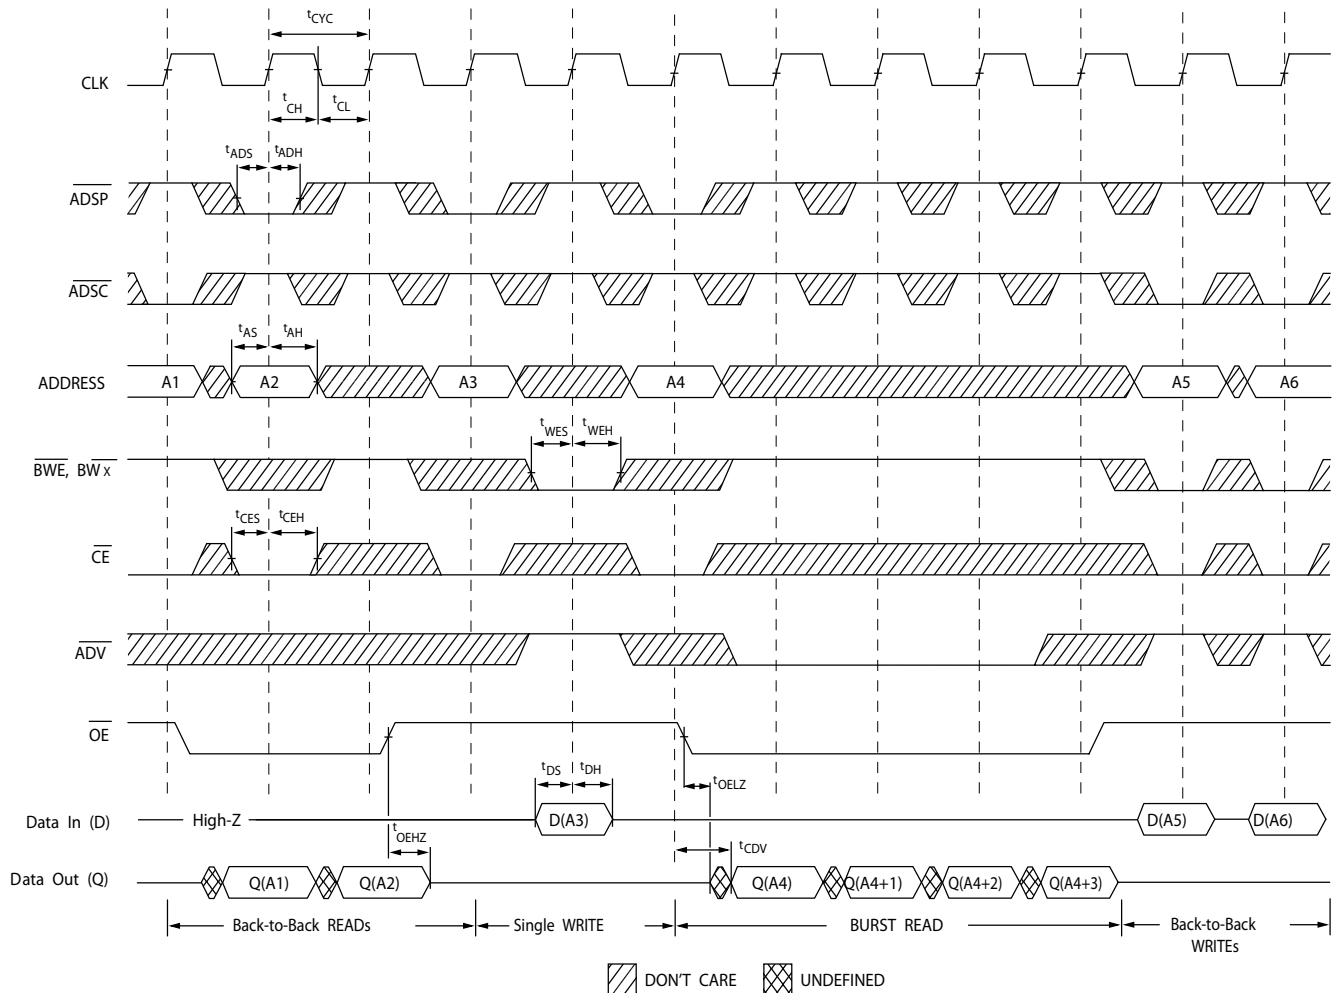 tCYC
CLK
tCH
tCL
tADS
tADH
ADSP
ADSC
tAS
tAH
ADDRESS
A1
A2
A3
A4
A5
A6
tWES
tWEH
BWE, BWx
tCES
tCEH
CE
ADV
OE
tDS
tDH
tOELZ
Data In (D)
High-Z
D(A3)
D(A5)
D(A6)
tOEHZ
tCDV
Data Out (Q)
Q(A1)
Q(A2)
Q(A4)
Q(A4+1)
Q(A4+2)
Q(A4+3)
Back-to-Back READs
Single WRITE
BURST READ
Back-to-Back
WRITEs
DON'T CARE
UNDEFINED